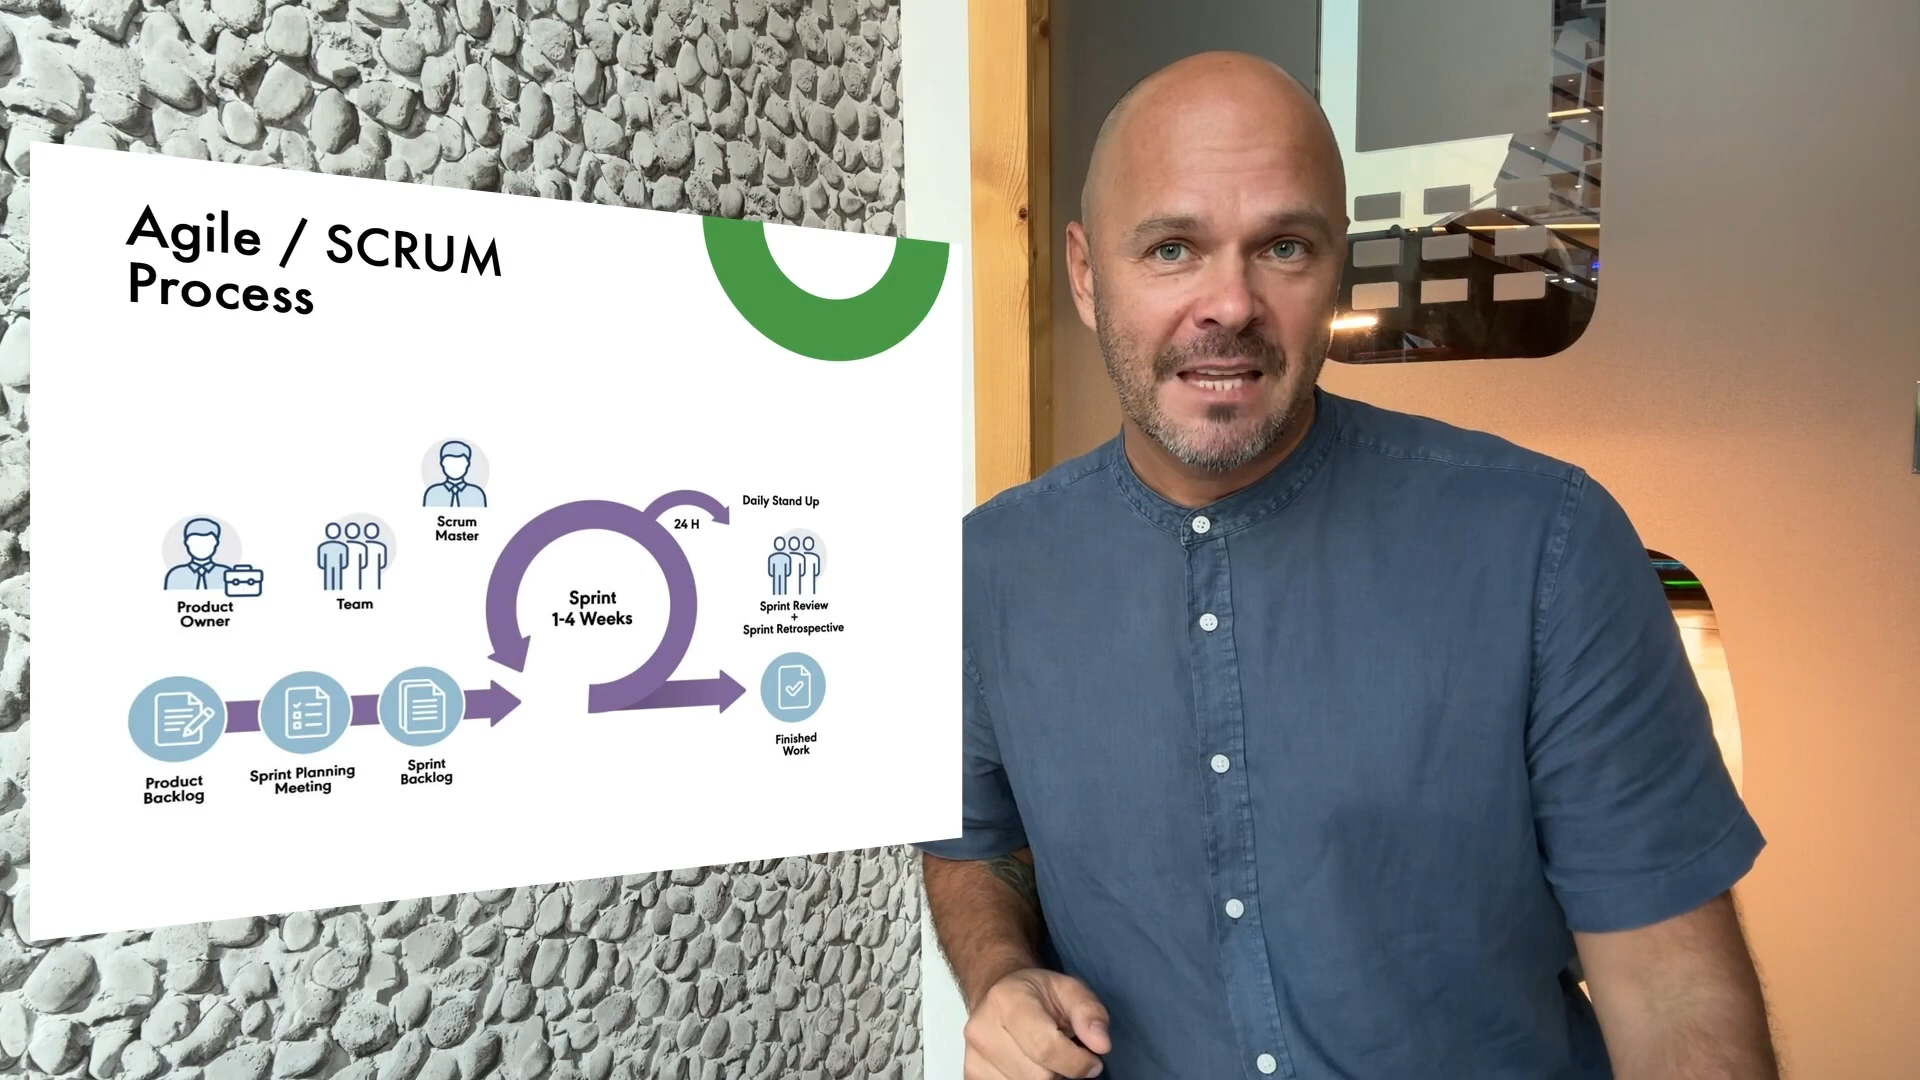 Agile / SCRUM
Process
Scrum
Master
Product
Owner
Team
Sprint
1-4 Weeks
24 H
Daily Stand Up
Sprint Review
+
Sprint Retrospective
Product
Backlog
Sprint Planning
Meeting
Sprint
Backlog
Finished
Work